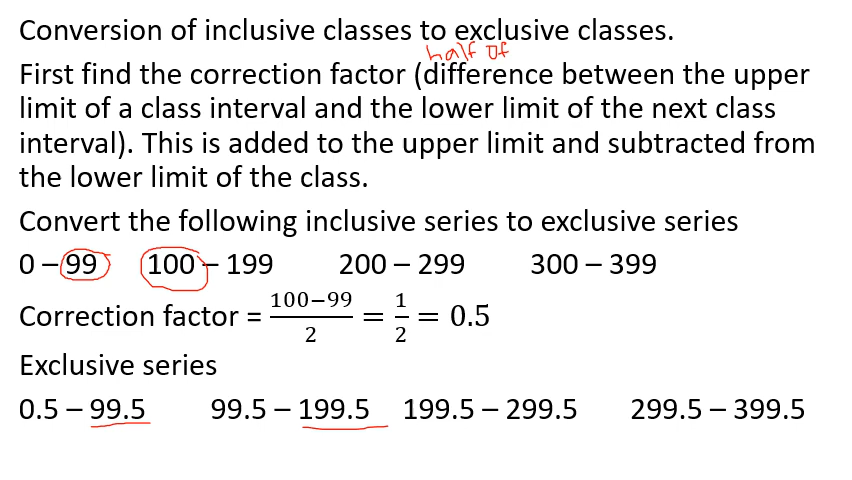 Conversion of inclusive classes to exclusive classes.
half of
First find the correction factor (difference between the upper
limit of a class interval and the lower limit of the next class
interval). This is added to the upper limit and subtracted from
the lower limit of the class.
Convert the following inclusive series to exclusive series
0 – 99 100 – 199 200 – 299 300 – 399
Correction factor = \frac{100−99}{2} = \frac{1}{2} = 0.5
Exclusive series
0.5 – 99.5 99.5 – 199.5 199.5 – 299.5 299.5 – 399.5